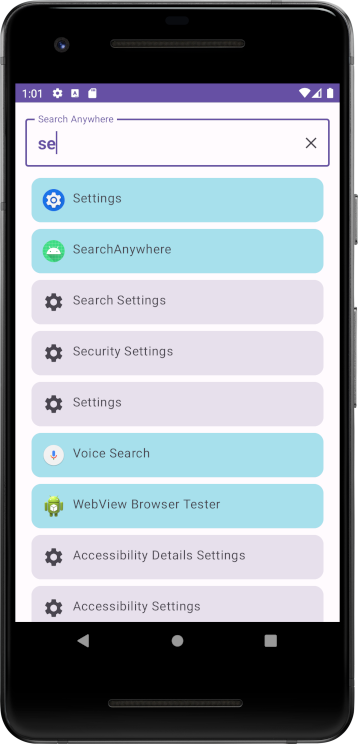 1:01
Search Anywhere
se
Settings
SearchAnywhere
Search Settings
Security Settings
Settings
Voice Search
WebView Browser Tester
Accessibility Details Settings
Accessibility Settings